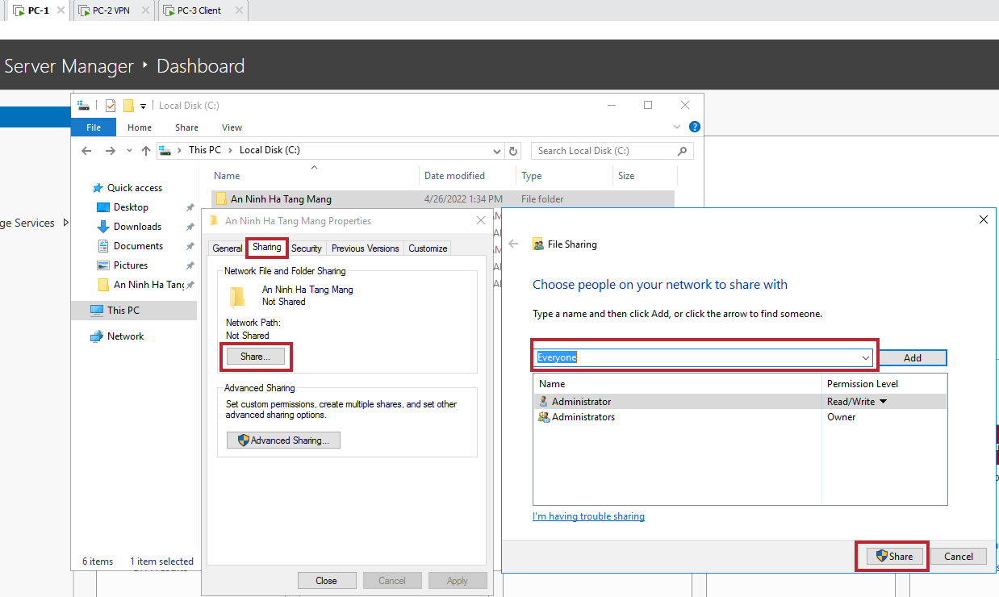 PC-1
PC-2 VPN
PC-3 Client
Server Manager
Dashboard
Local Disk (C:)
File
Home
Share
View
This PC
Local Disk (C:)
Search Local Disk (C:)
Name
Date modified
Type
Size
Quick access
Desktop
Downloads
Documents
Pictures
An Ninh Ha Tang
This PC
Network
An Ninh Ha Tang Mang
4/26/2022 1:34 PM
File folder
ge Services
6 items
1 item selected
An Ninh Ha Tang Mang Properties
General
Sharing
Security
Previous Versions
Customize
Network File and Folder Sharing
An Ninh Ha Tang Mang
Not Shared
Network Path:
Not Shared
Share...
Advanced Sharing
Set custom permissions, create multiple shares, and set other
advanced sharing options.
Advanced Sharing...
Close
Cancel
Apply
File Sharing
Choose people on your network to share with
Type a name and then click Add, or click the arrow to find someone.
Everyone
Add
Name
Permission Level
Administrator
Read/Write
Administrators
Owner
I'm having trouble sharing
Share
Cancel